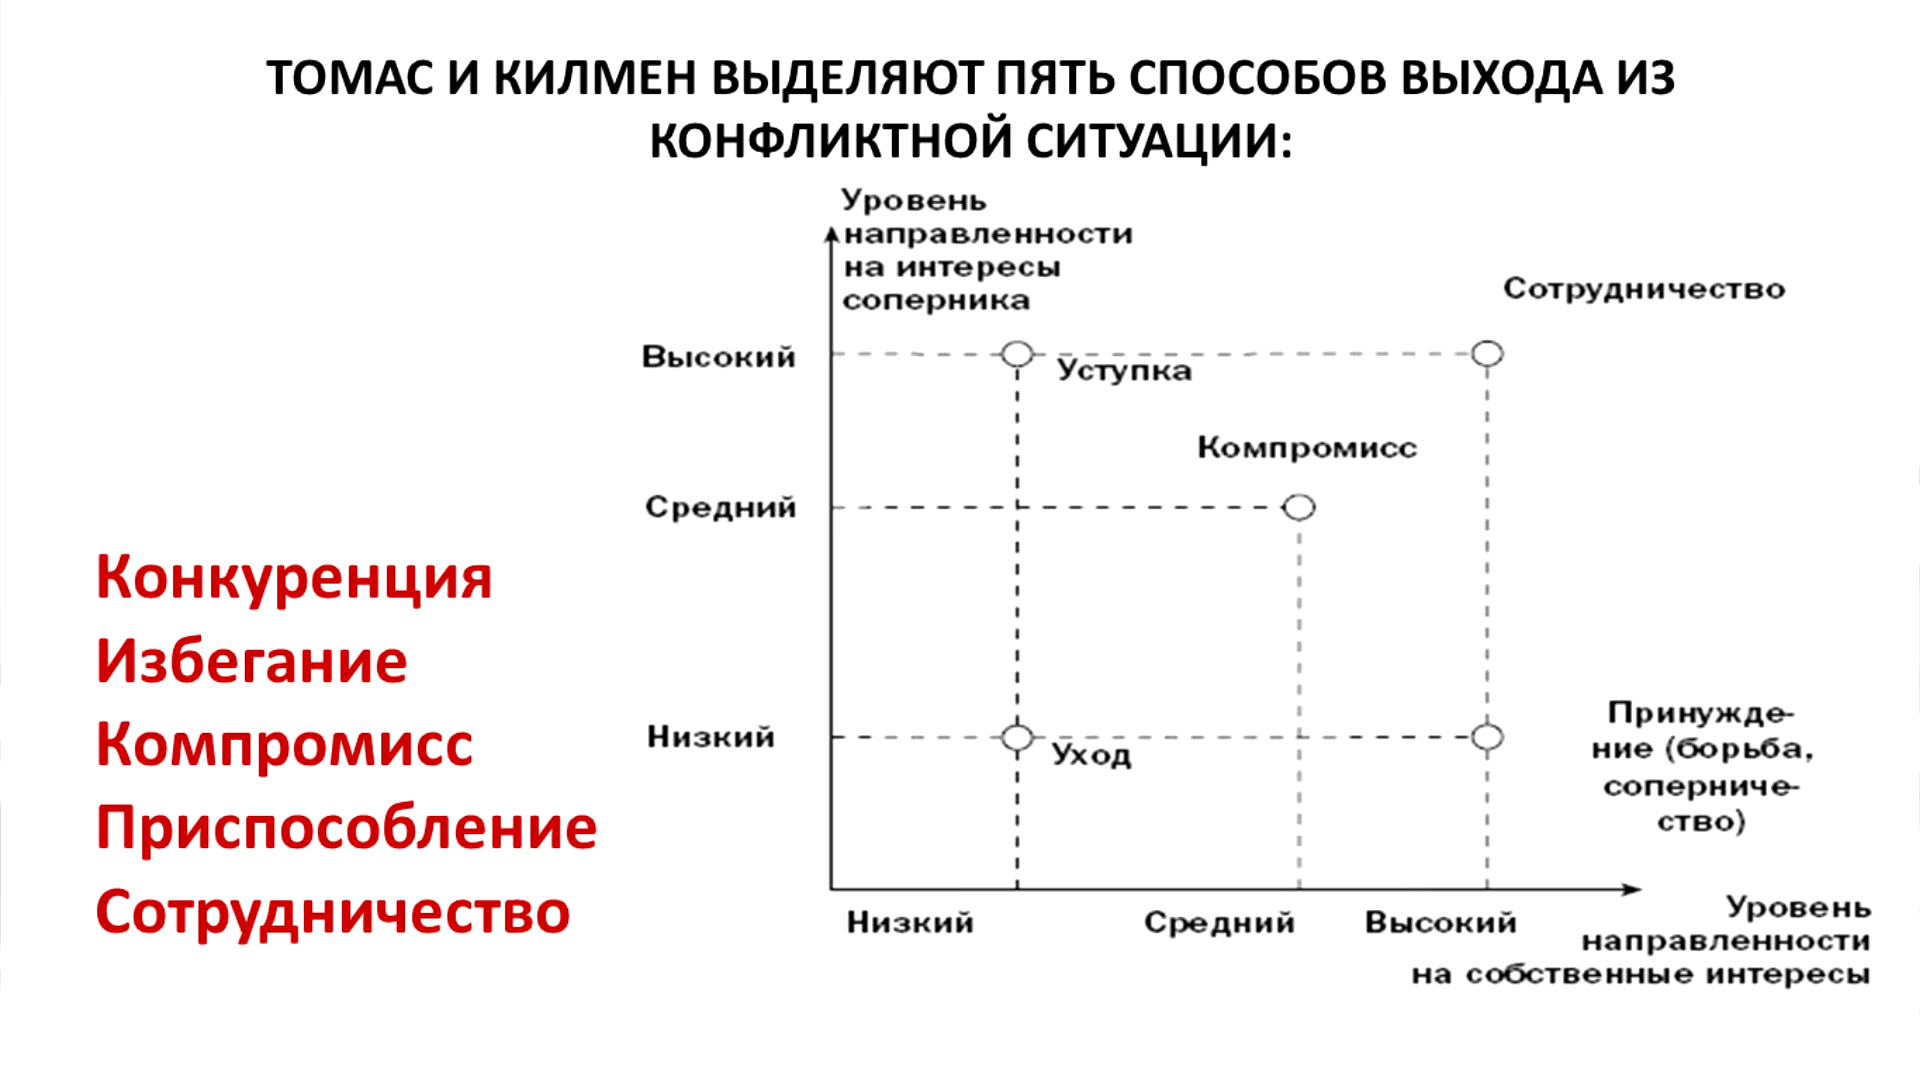 ТОМАС И КИЛМЕН ВЫДЕЛЯЮТ ПЯТЬ СПОСОБОВ ВЫХОДА ИЗ
КОНФЛИКТНОЙ СИТУАЦИИ:
Конкуренция
Избегание
Компромисс
Приспособление
Сотрудничество
Уровень
направленности
на интересы
соперника
Сотрудничество
Высокий
Уступка
Компромисс
Средний
Низкий
Уход
Принужде-
ние (борьба,
соперниче-
ство)
Низкий
Средний
Высокий
Уровень
направленности
на собственные интересы